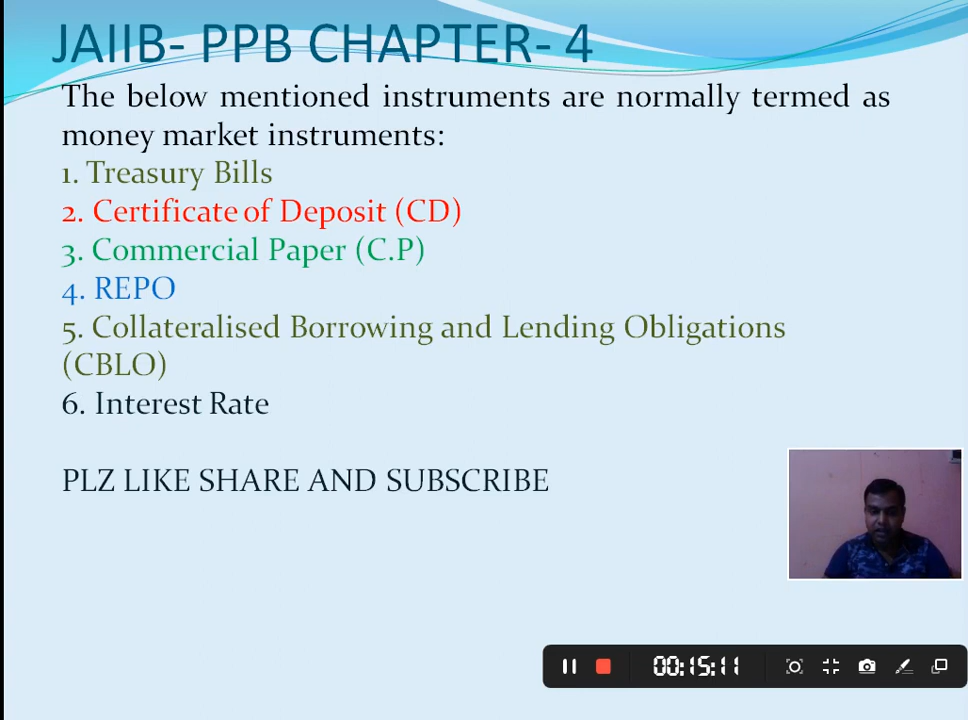 JAIIB- PPB CHAPTER- 4
The below mentioned instruments are normally termed as
money market instruments:
1. Treasury Bills
2. Certificate of Deposit (CD)
3. Commercial Paper (C.P)
4. REPO
5. Collateralised Borrowing and Lending Obligations
(CBLO)
6. Interest Rate
PLZ LIKE SHARE AND SUBSCRIBE
00:15:11